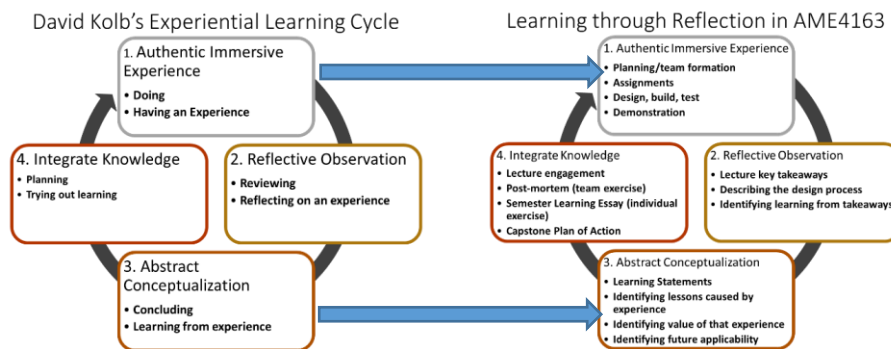 David Kolb's Experiential Learning Cycle
1. Authentic Immersive
Experience
• Doing
• Having an Experience
2. Reflective Observation
• Reviewing
• Reflecting on an experience
3. Abstract
Conceptualization
• Concluding
• Learning from experience
4. Integrate Knowledge
• Planning
• Trying out learning
Learning through Reflection in AME4163
1. Authentic Immersive Experience
• Planning/team formation
• Assignments
• Design, build, test
• Demonstration
2. Reflective Observation
• Lecture key takeaways
• Describing the design process
• Identifying learning from takeaways
3. Abstract Conceptualization
• Learning Statements
• Identifying lessons caused by
experience
• Identifying value of that experience
• Identifying future applicability
4. Integrate Knowledge
• Lecture engagement
• Post-mortem (team exercise)
• Semester Learning Essay (individual
exercise)
• Capstone Plan of Action